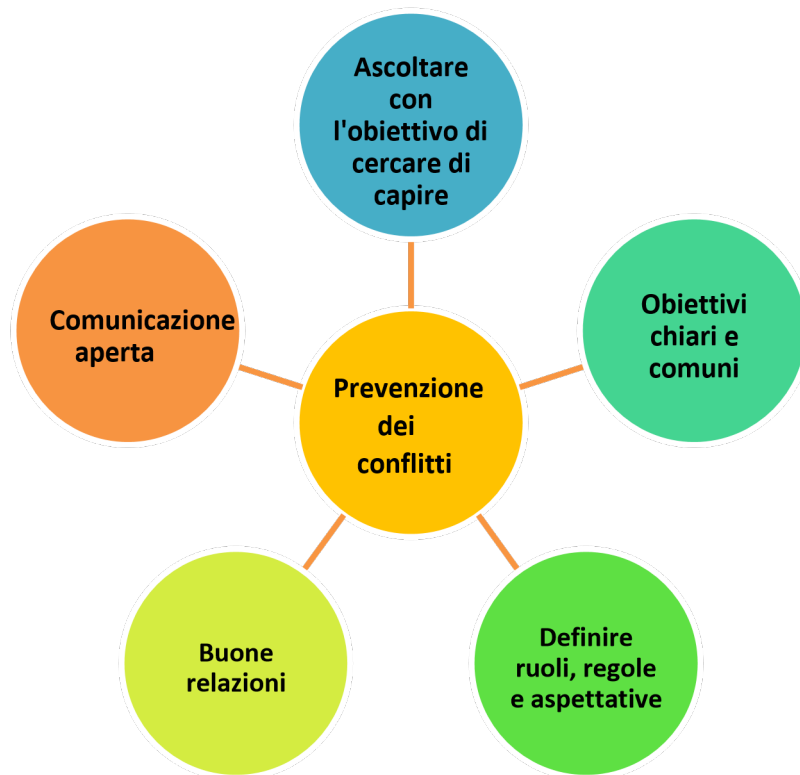 Ascoltare
con
l'obiettivo di
cercare di
capire
Comunicazione
aperta
Obiettivi
chiari e
comuni
Prevenzione
dei
conflitti
Buone
relazioni
Definire
ruoli, regole
e aspettative